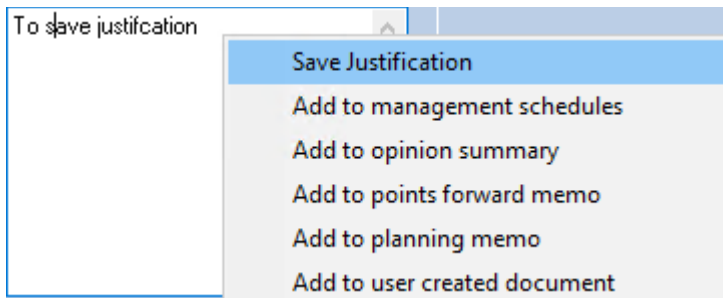 To save justifcation
Save Justification
Add to management schedules
Add to opinion summary
Add to points forward memo
Add to planning memo
Add to user created document